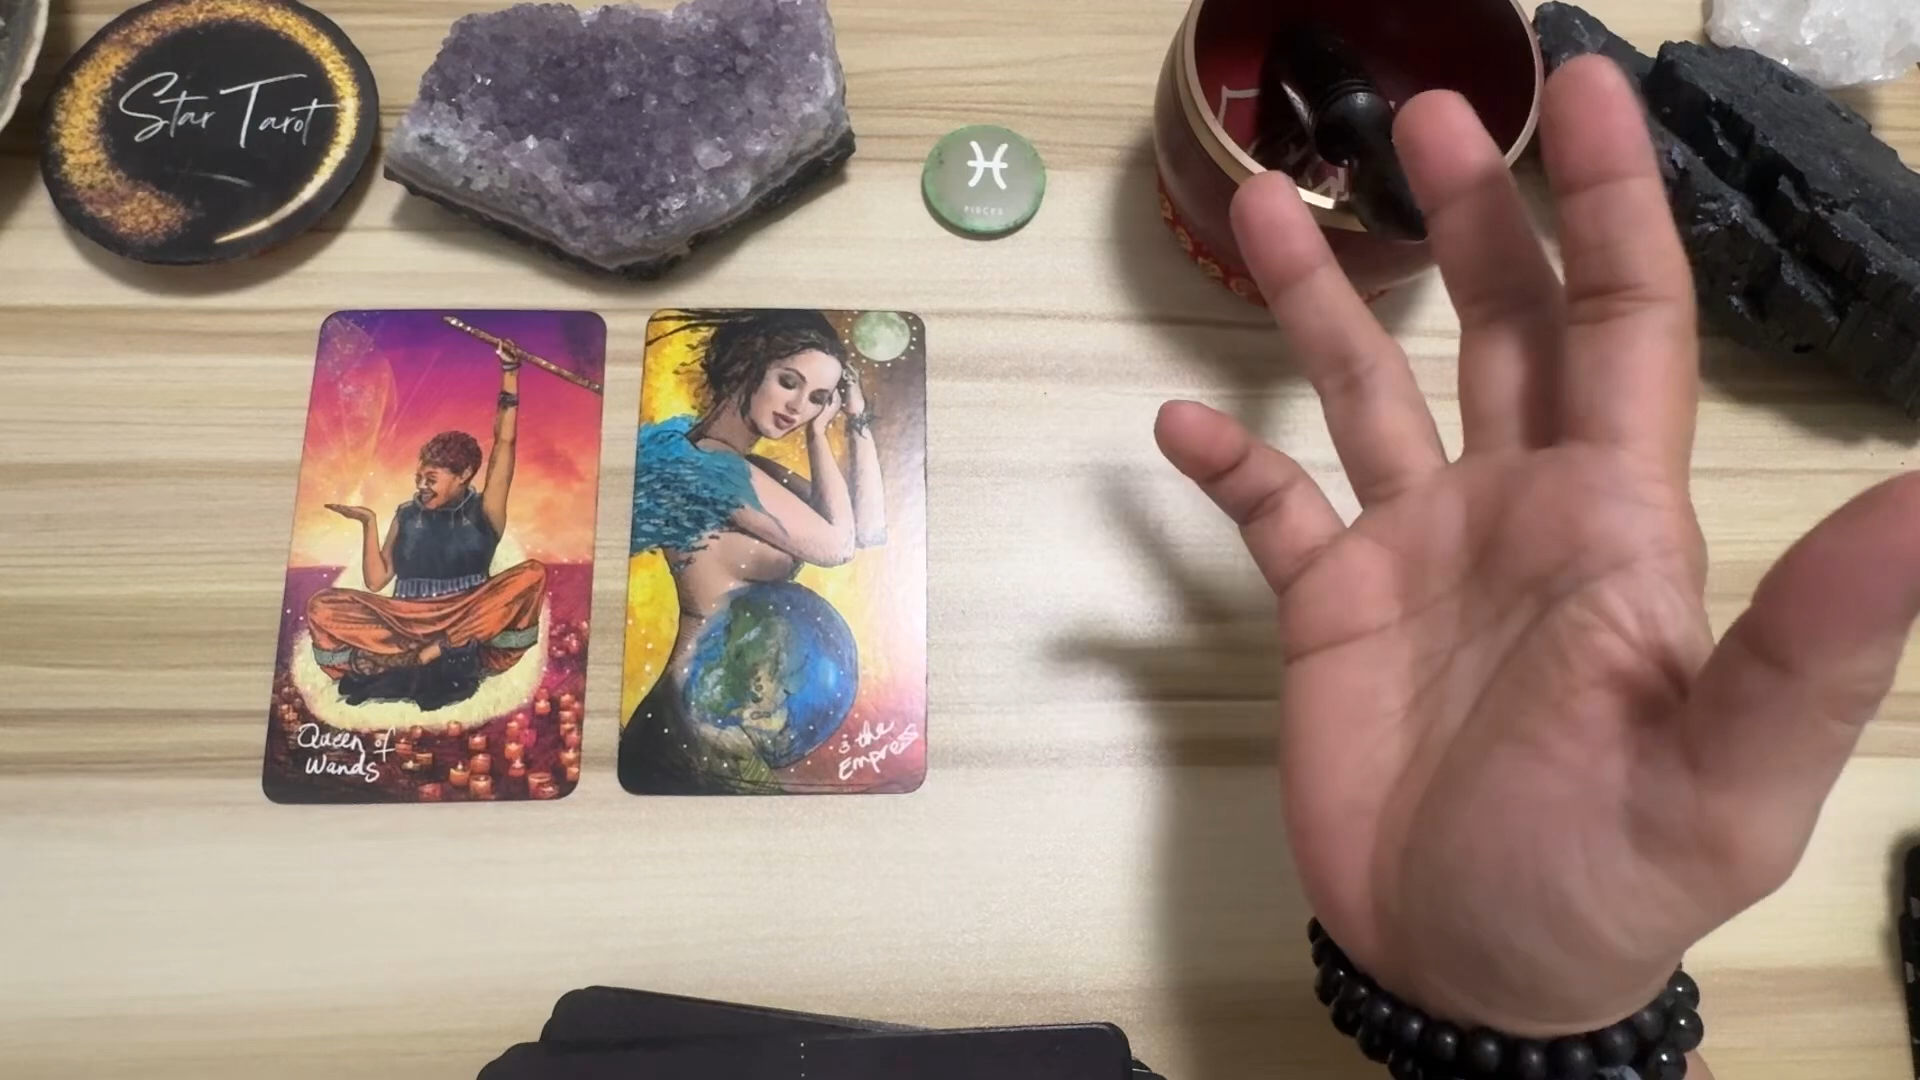 Star Tarot
PISCES
Queen of
Wands
3 the
Empress